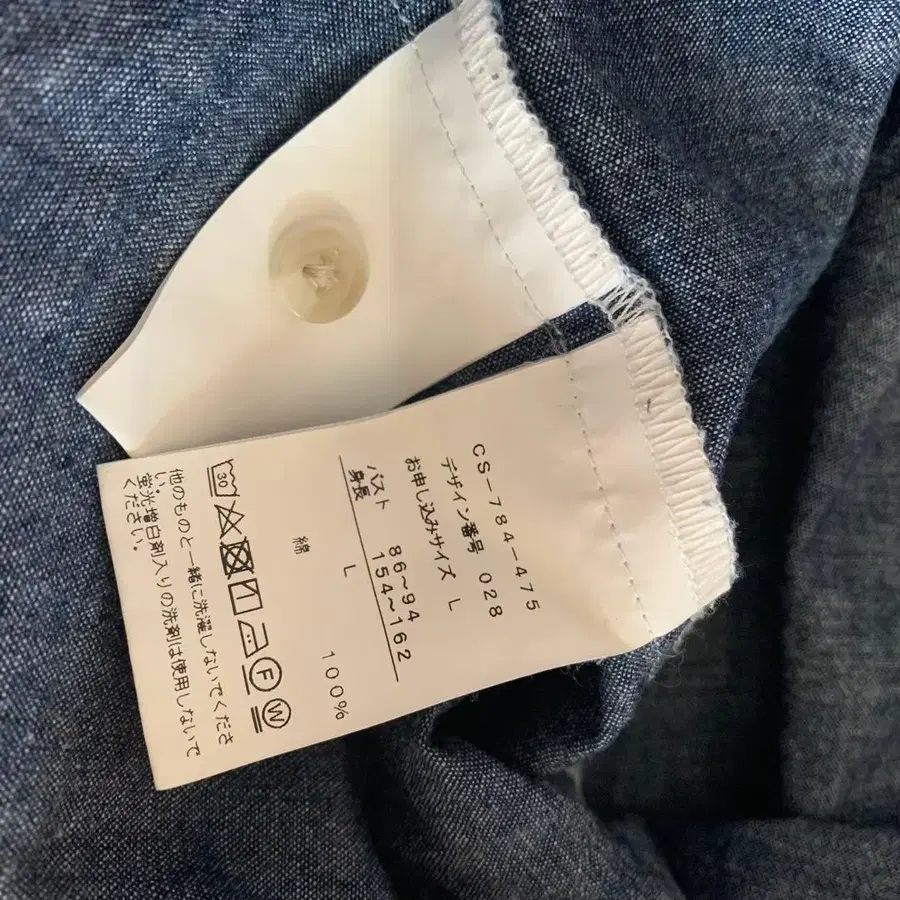 CS-784-475
デザイン番号 028
お申し込みサイズ L
バスト 86~94
身長 154~162
L
綿 100%
30 F W
他のものと一緒に洗濯しないでくださ
い。蛍光増白剤入りの洗剤は使用しないで
ください。